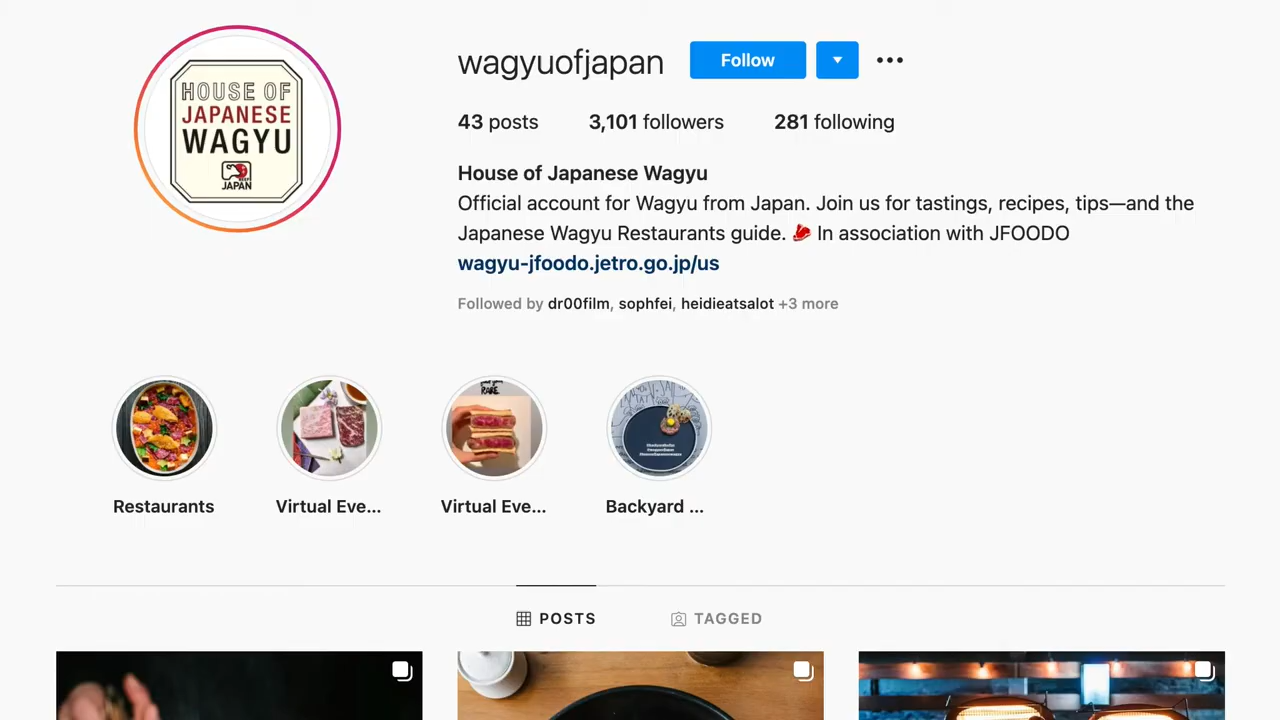 HOUSE OF
JAPANESE
WAGYU
JAPAN
wagyuofjapan Follow
43 posts 3,101 followers 281 following
House of Japanese Wagyu
Official account for Wagyu from Japan. Join us for tastings, recipes, tips—and the
Japanese Wagyu Restaurants guide. 🥩 In association with JFOODO
wagyu-jfoodo.jetro.go.jp/us
Followed by dr00film, sophfei, heidieatsalot +3 more
RARE
Restaurants Virtual Eve... Virtual Eve... Backyard ...
POSTS TAGGED